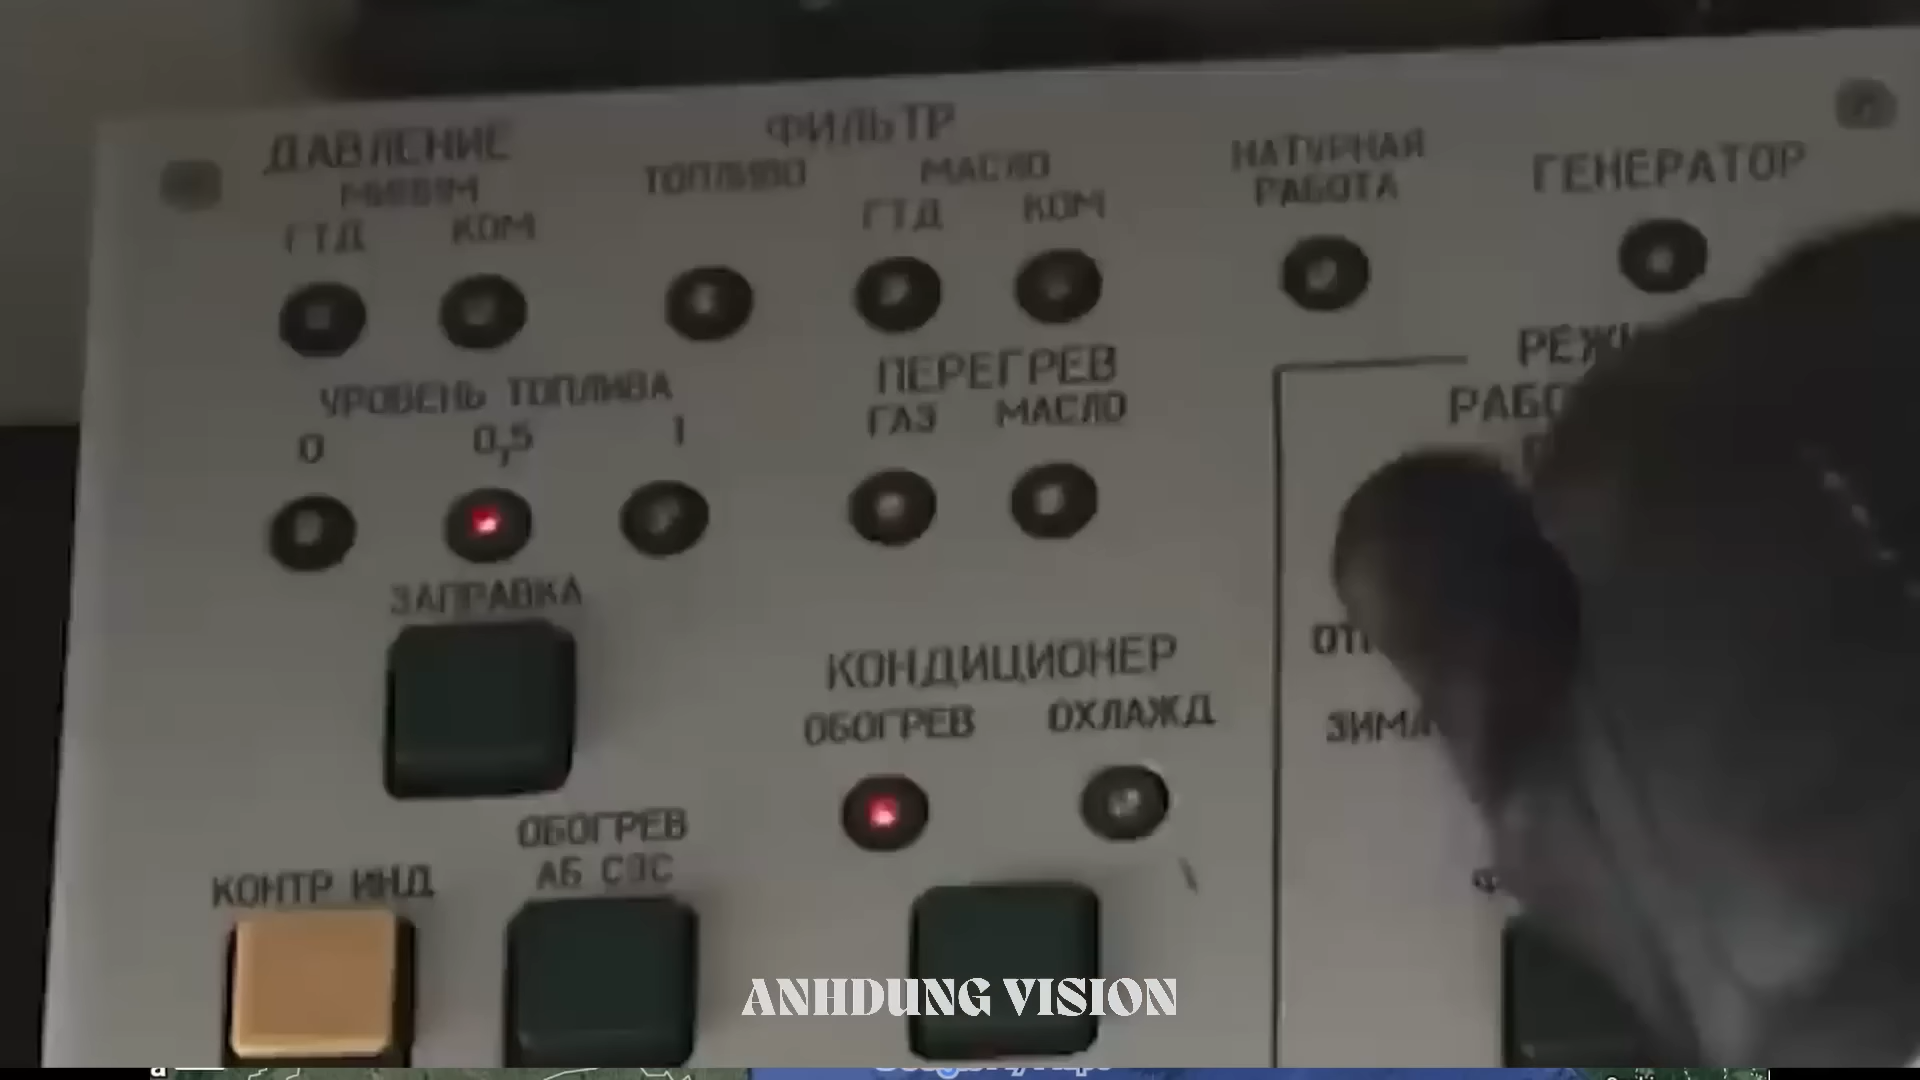 ДАВЛЕНИЕ
ФИЛЬТР
ТОПЛИВО
МАСЛО
ГТД КОМ
ГТД КОМ
НАТУРНАЯ
РАБОТА
ГЕНЕРАТОР
УРОВЕНЬ ТОПЛИВА
0 0,5 1
ПЕРЕГРЕВ
ГАЗ МАСЛО
ЗАПРАВКА
КОНДИЦИОНЕР
ОБОГРЕВ ОХЛАЖД
ЗИМА
КОНТР ИНД
ОБОГРЕВ
АБ СЭС
ANHDUNG VISION